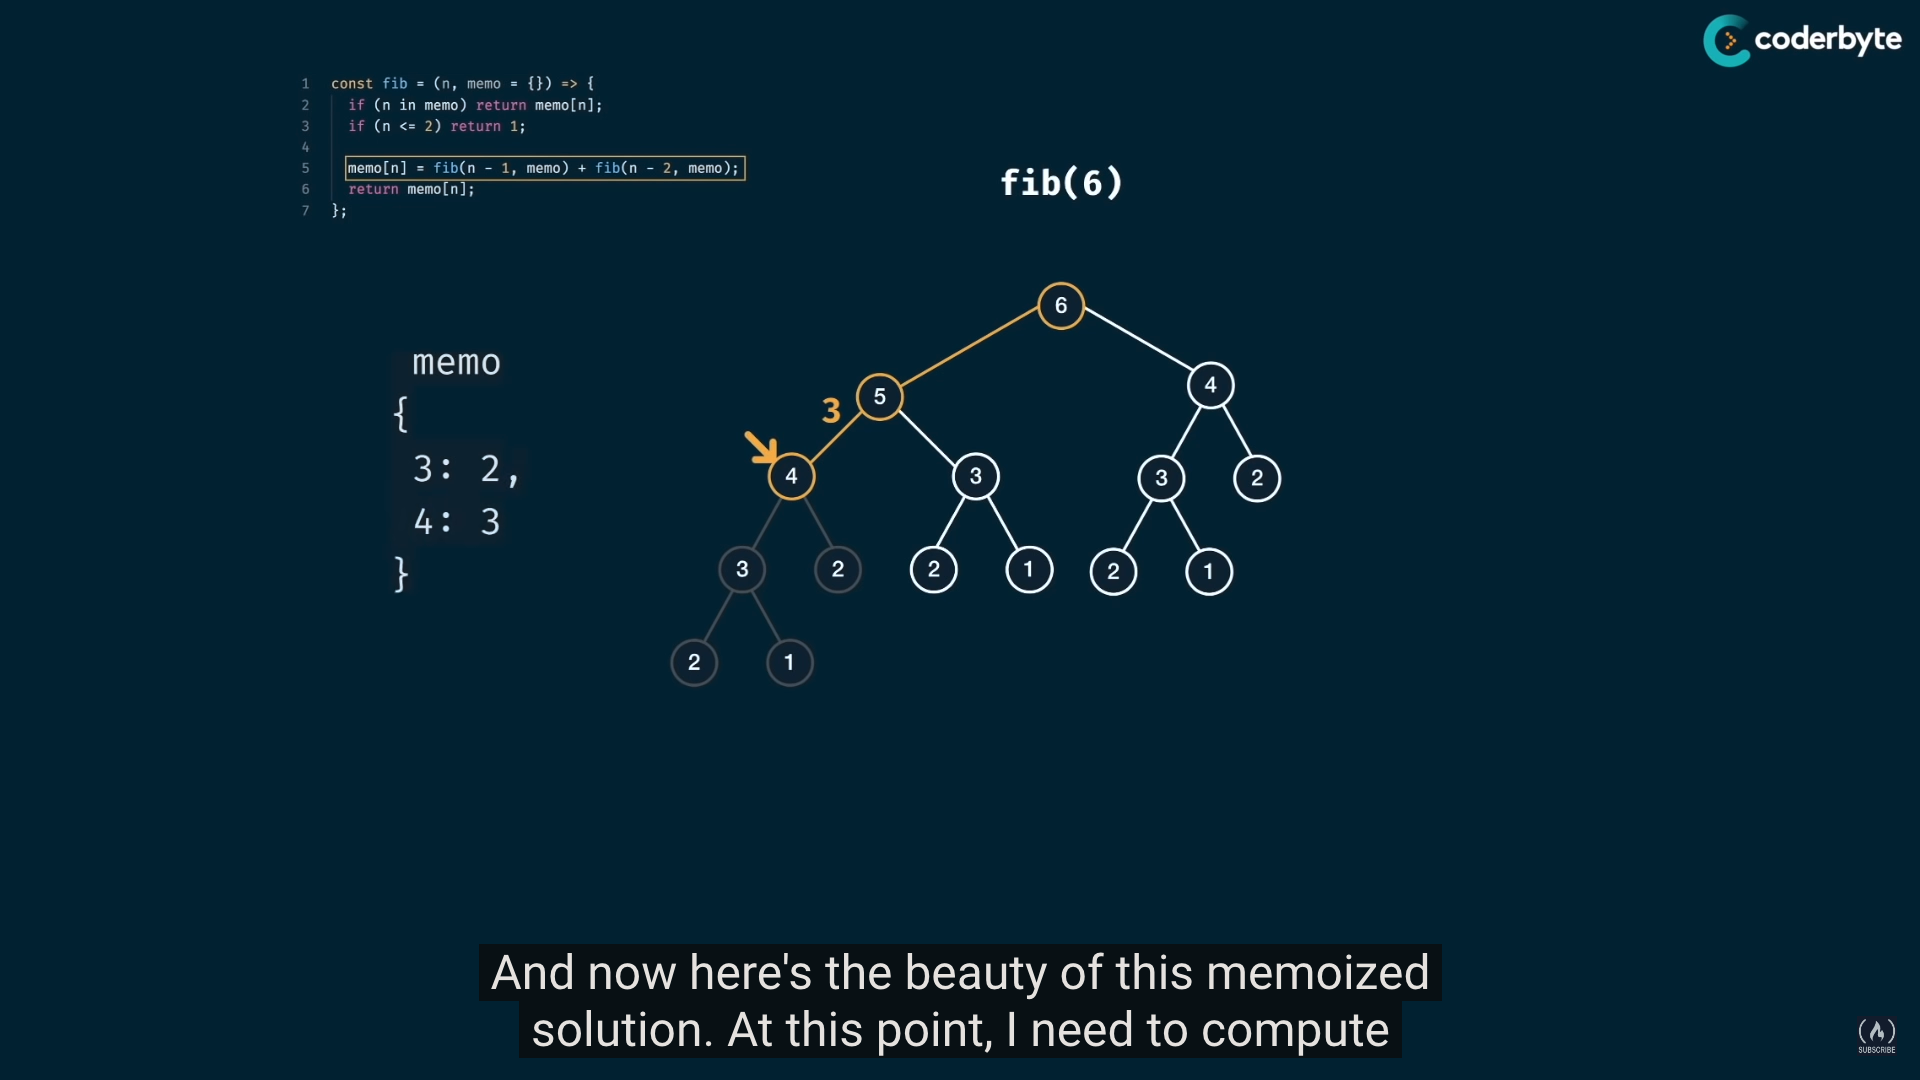 coderbyte
1 const fib = (n, memo = {}) => {
2 if (n in memo) return memo[n];
3 if (n <= 2) return 1;
4
5 memo[n] = fib(n - 1, memo) + fib(n - 2, memo);
6 return memo[n];
7 };
fib(6)
6
memo
{
3: 2,
4: 3
}
5 4
3
4 3 3 2
3 2 2 1 2 1
2 1
And now here's the beauty of this memoized
solution. At this point, I need to compute
SUBSCRIBE